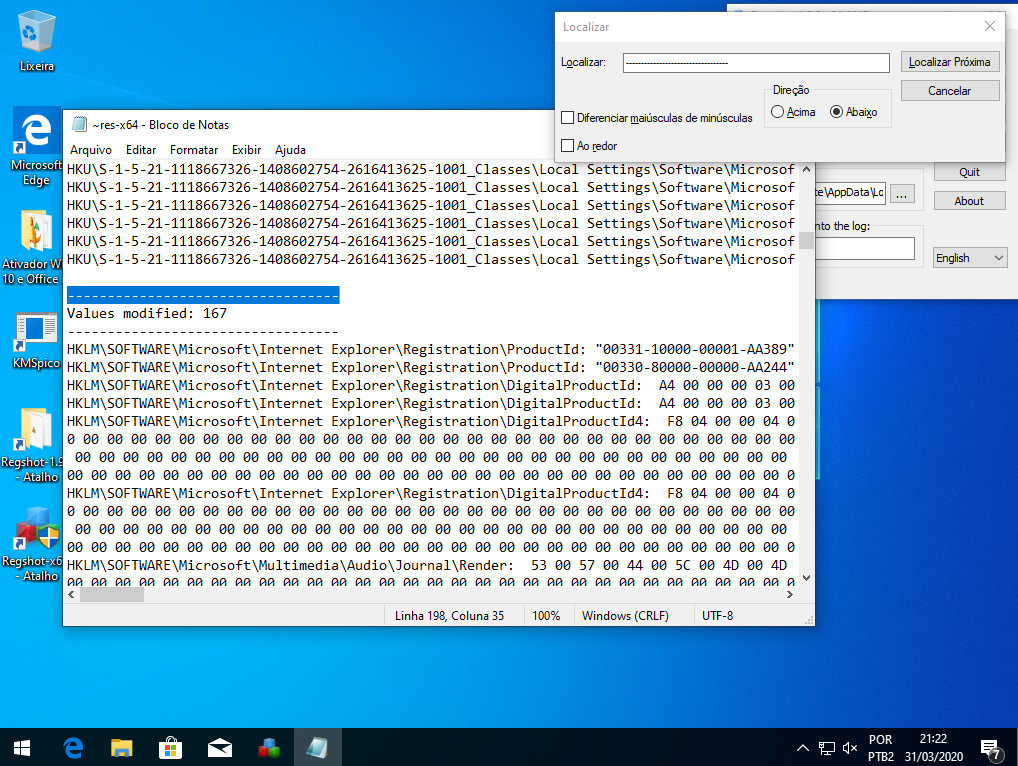 Lixeira
Microsoft
Edge
Ativador W
10 e Office
KMSpico
Regshot-1.9
- Atalho
Regshot-x6
- Atalho
Localizar
Localizar:
----------------------------------
Localizar Próxima
Cancelar
Direção
Acima
Abaixo
Diferenciar maiúsculas de minúsculas
Ao redor
Quit
te\AppData\Lo
...
About
nto the log:
English
~res-x64 - Bloco de Notas
Arquivo Editar Formatar Exibir Ajuda
HKU\S-1-5-21-1118667326-1408602754-2616413625-1001_Classes\Local Settings\Software\Microsof
HKU\S-1-5-21-1118667326-1408602754-2616413625-1001_Classes\Local Settings\Software\Microsof
HKU\S-1-5-21-1118667326-1408602754-2616413625-1001_Classes\Local Settings\Software\Microsof
HKU\S-1-5-21-1118667326-1408602754-2616413625-1001_Classes\Local Settings\Software\Microsof
HKU\S-1-5-21-1118667326-1408602754-2616413625-1001_Classes\Local Settings\Software\Microsof
HKU\S-1-5-21-1118667326-1408602754-2616413625-1001_Classes\Local Settings\Software\Microsof
----------------------------------
Values modified: 167
----------------------------------
HKLM\SOFTWARE\Microsoft\Internet Explorer\Registration\ProductId: "00331-10000-00001-AA389"
HKLM\SOFTWARE\Microsoft\Internet Explorer\Registration\ProductId: "00330-80000-00000-AA244"
HKLM\SOFTWARE\Microsoft\Internet Explorer\Registration\DigitalProductId:  A4 00 00 00 03 00
HKLM\SOFTWARE\Microsoft\Internet Explorer\Registration\DigitalProductId:  A4 00 00 00 03 00
HKLM\SOFTWARE\Microsoft\Internet Explorer\Registration\DigitalProductId4:  F8 04 00 00 04 0
0 00 00 00 00 00 00 00 00 00 00 00 00 00 00 00 00 00 00 00 00 00 00 00 00 00 00 00 00 00 00
00 00 00 00 00 00 00 00 00 00 00 00 00 00 00 00 00 00 00 00 00 00 00 00 00 00 00 00 00 00
00 00 00 00 00 00 00 00 00 00 00 00 00 00 00 00 00 00 00 00 00 00 00 00 00 00 00 00 00 00 0
HKLM\SOFTWARE\Microsoft\Internet Explorer\Registration\DigitalProductId4:  F8 04 00 00 04 0
0 00 00 00 00 00 00 00 00 00 00 00 00 00 00 00 00 00 00 00 00 00 00 00 00 00 00 00 00 00 00
00 00 00 00 00 00 00 00 00 00 00 00 00 00 00 00 00 00 00 00 00 00 00 00 00 00 00 00 00 00
00 00 00 00 00 00 00 00 00 00 00 00 00 00 00 00 00 00 00 00 00 00 00 00 00 00 00 00 00 00 0
HKLM\SOFTWARE\Microsoft\Multimedia\Audio\Journal\Render:  53 00 57 00 44 00 5C 00 4D 00 4D
00 00 00 00 00 00 00 00 00 00 00 00 00 00 00 00 00 00 00 00 00 00 00 00 00 00 00 00 00 00 0
Linha 198, Coluna 35
100%
Windows (CRLF)
UTF-8
POR
PTB2
21:22
31/03/2020
7